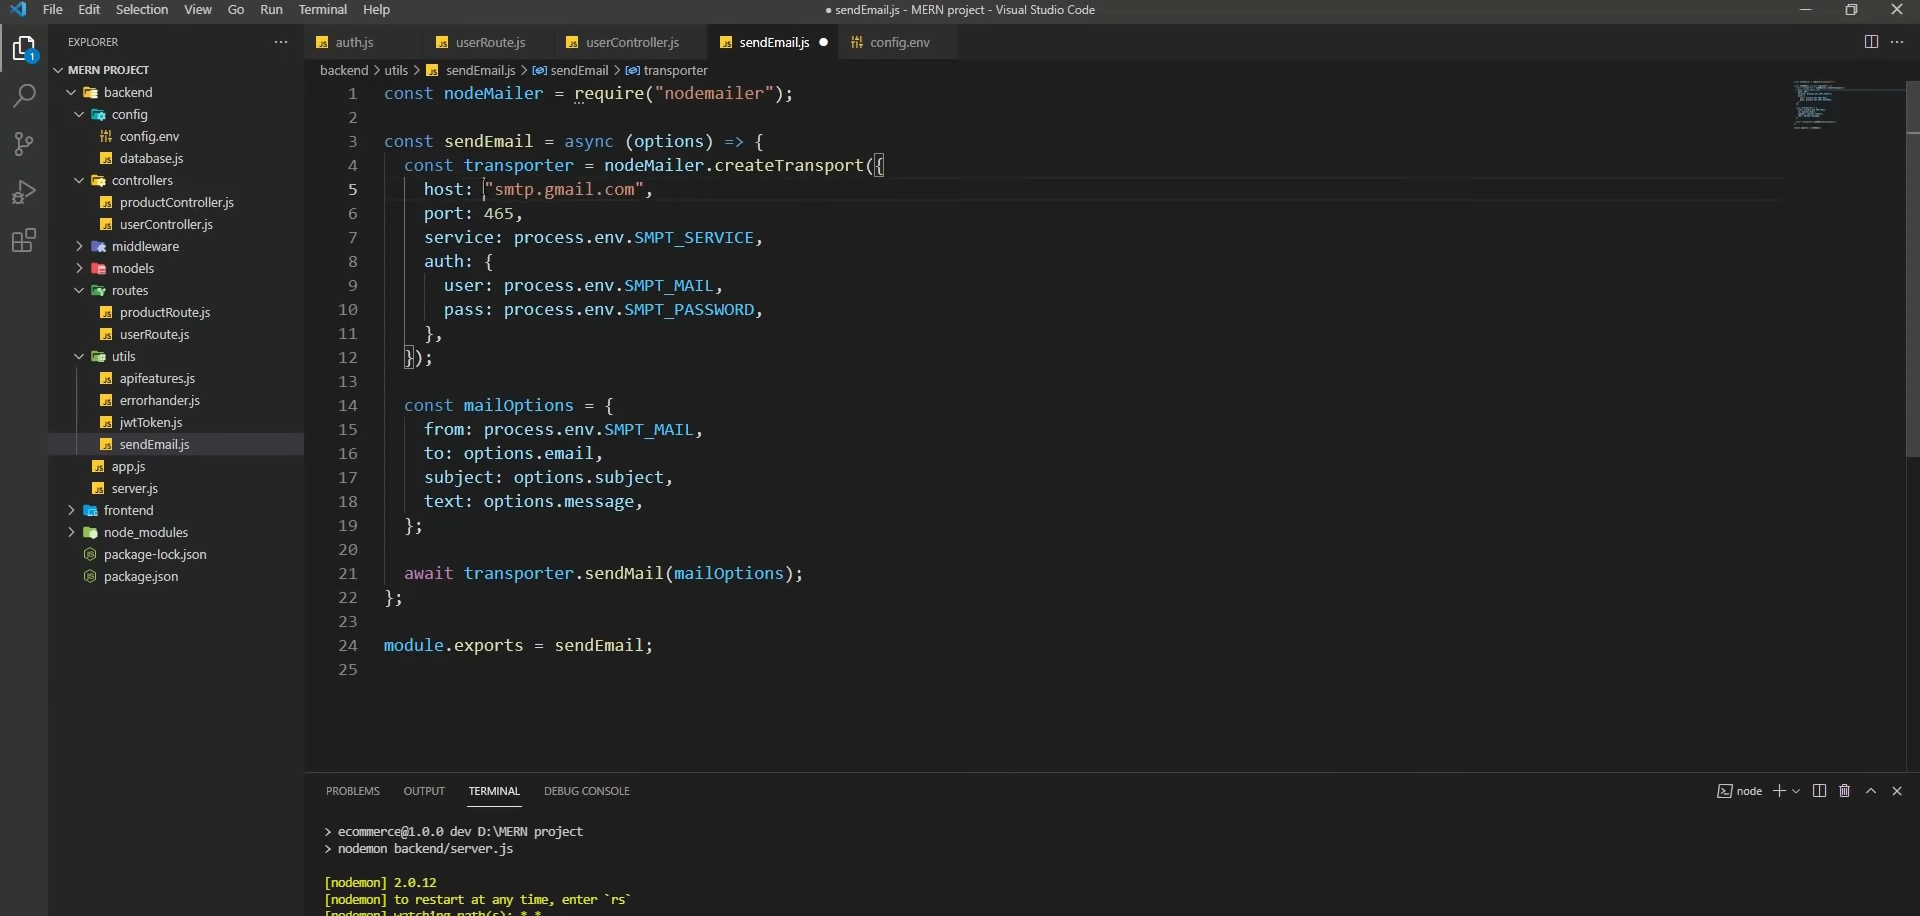 File Edit Selection View Go Run Terminal Help
● sendEmail.js - MERN project - Visual Studio Code
EXPLORER
MERN PROJECT
backend
config
config.env
database.js
controllers
productController.js
userController.js
middleware
models
routes
productRoute.js
userRoute.js
utils
apifeatures.js
errorhander.js
jwtToken.js
sendEmail.js
app.js
server.js
frontend
node_modules
package-lock.json
package.json
1
auth.js userRoute.js userController.js sendEmail.js config.env
backend > utils > sendEmail.js > sendEmail > transporter
1 const nodeMailer = require("nodemailer");
2
3 const sendEmail = async (options) => {
4 const transporter = nodeMailer.createTransport({
5 host: "smtp.gmail.com",
6 port: 465,
7 service: process.env.SMPT_SERVICE,
8 auth: {
9 user: process.env.SMPT_MAIL,
10 pass: process.env.SMPT_PASSWORD,
11 },
12 });
13
14 const mailOptions = {
15 from: process.env.SMPT_MAIL,
16 to: options.email,
17 subject: options.subject,
18 text: options.message,
19 };
20
21 await transporter.sendMail(mailOptions);
22 };
23
24 module.exports = sendEmail;
25
PROBLEMS OUTPUT TERMINAL DEBUG CONSOLE
node
> ecommerce@1.0.0 dev D:\MERN project
> nodemon backend/server.js
[nodemon] 2.0.12
[nodemon] to restart at any time, enter `rs`
[nodemon] watching path(s): *.*